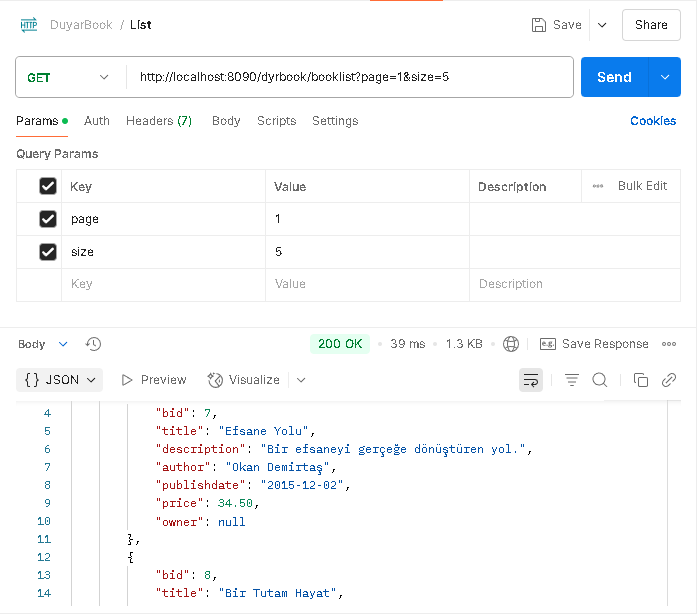 HTTP DuyarBook / List Save Share
GET http://localhost:8090/dyrbook/booklist?page=1&size=5 Send
Params Auth Headers (7) Body Scripts Settings Cookies
Query Params
Key Value Description Bulk Edit
page 1
size 5
Key Value Description
Body 200 OK 39 ms 1.3 KB e.g. Save Response
{} JSON Preview Visualize
4 "bid": 7,
5 "title": "Efsane Yolu",
6 "description": "Bir efsaneyi gerçeğe dönüştüren yol.",
7 "author": "Okan Demirtaş",
8 "publishdate": "2015-12-02",
9 "price": 34.50,
10 "owner": null
11 },
12 {
13 "bid": 8,
14 "title": "Bir Tutam Hayat",